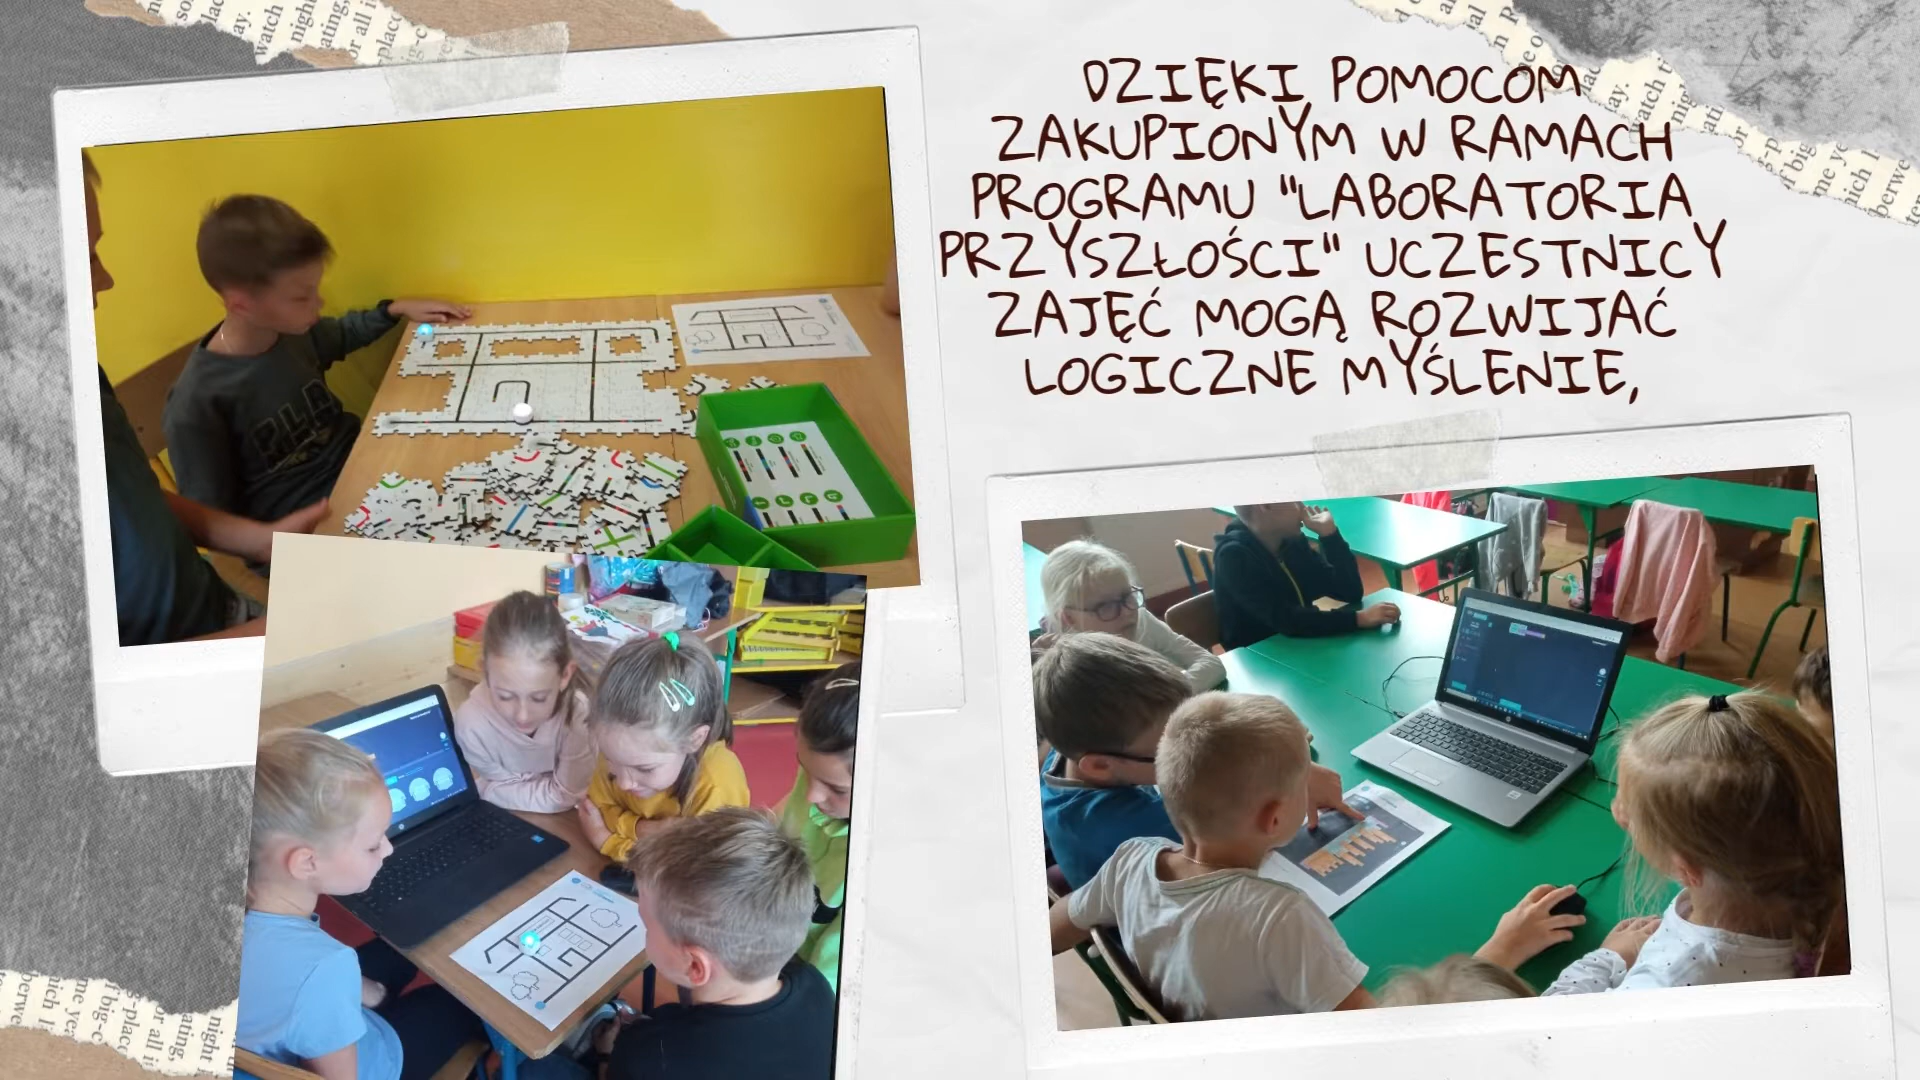 DZIĘKI POMOCOM
ZAKUPIONYM W RAMACH
PROGRAMU "LABORATORIA
PRZYSZŁOŚCI" UCZESTNICY
ZAJĘĆ MOGĄ ROZWIJAĆ
LOGICZNE MYŚLENIE,